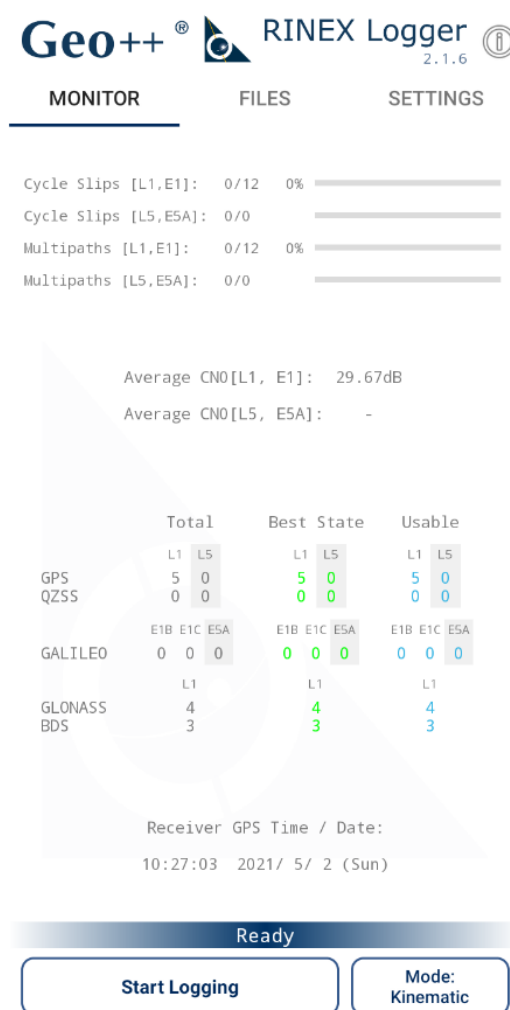 Geo++ ® RINEX Logger
2.1.6
MONITOR FILES SETTINGS
Cycle Slips [L1,E1]: 0/12 0%
Cycle Slips [L5,E5A]: 0/0
Multipaths [L1,E1]: 0/12 0%
Multipaths [L5,E5A]: 0/0
Average CN0[L1, E1]: 29.67dB
Average CN0[L5, E5A]: -
Total Best State Usable
L1 L5 L1 L5 L1 L5
GPS 5 0 5 0 5 0
QZSS 0 0 0 0 0 0
E1B E1C E5A E1B E1C E5A E1B E1C E5A
GALILEO 0 0 0 0 0 0 0 0 0
L1 L1 L1
GLONASS 4 4 4
BDS 3 3 3
Receiver GPS Time / Date:
10:27:03 2021/ 5/ 2 (Sun)
Ready
Start Logging Mode:
Kinematic